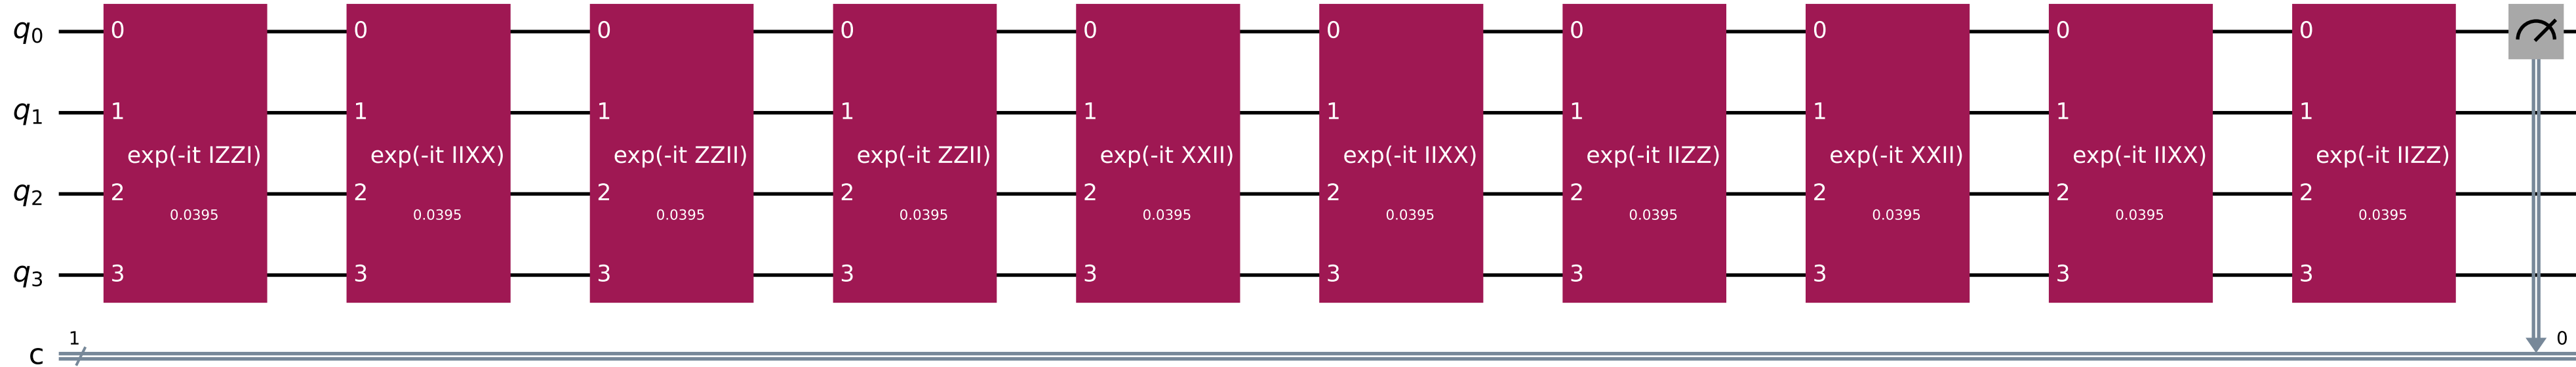 q0 0 0 0 0 0 0 0 0 0 0
q1 1 1 1 1 1 1 1 1 1 1
exp(-it IZZI) exp(-it IIXX) exp(-it ZZII) exp(-it ZZII) exp(-it XXII) exp(-it IIXX) exp(-it IIZZ) exp(-it XXII) exp(-it IIXX) exp(-it IIZZ)
q2 2 2 2 2 2 2 2 2 2 2
0.0395 0.0395 0.0395 0.0395 0.0395 0.0395 0.0395 0.0395 0.0395 0.0395
q3 3 3 3 3 3 3 3 3 3 3
1 0
c